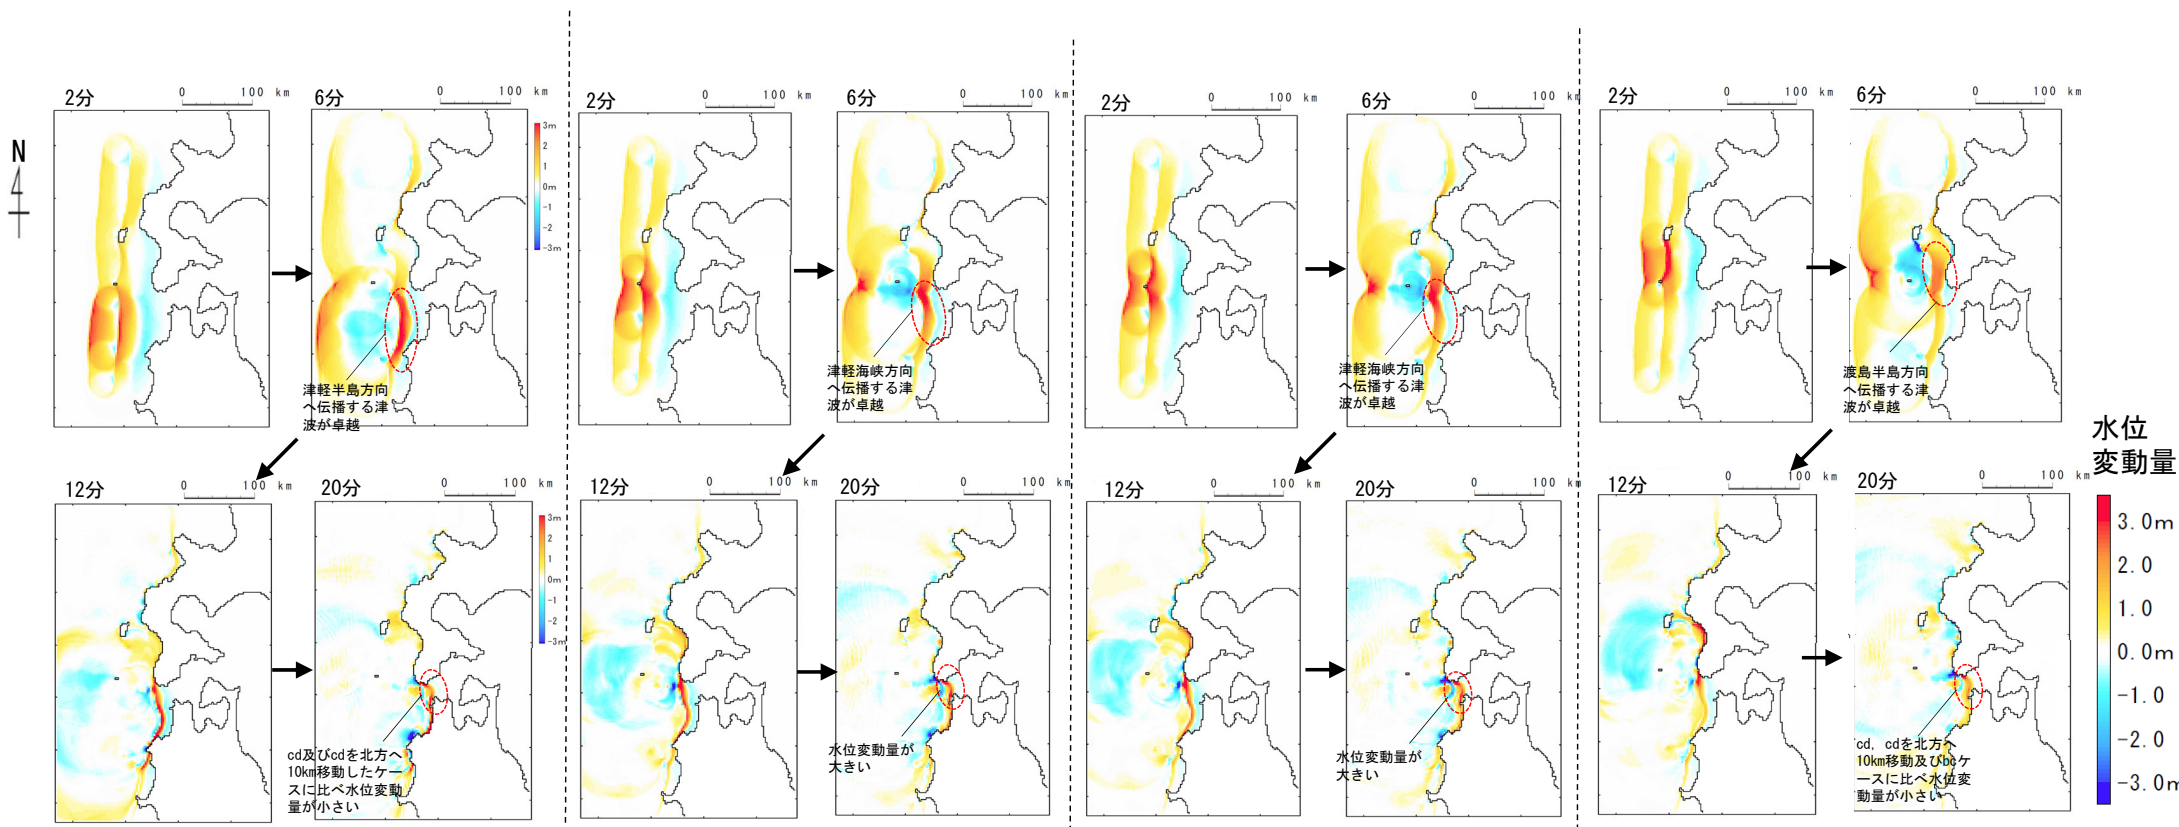 N
2分
0 100 km
6分
0 100 km
3m
2
1
0m
-1
-2
-3m
津軽半島方向
へ伝播する津
波が卓越
12分
0 100 km
20分
0 100 km
3m
2
1
0m
-1
-2
-3m
cd及びcdを北方へ
10km移動したケー
スに比べ水位変動
量が小さい
2分
0 100 km
6分
0 100 km
津軽海峡方向
へ伝播する津
波が卓越
12分
0 100 km
20分
0 100 km
水位変動量が
大きい
2分
0 100 km
6分
0 100 km
津軽海峡方向
へ伝播する津
波が卓越
12分
0 100 km
20分
0 100 km
水位変動量が
大きい
2分
0 100 km
6分
0 100 km
渡島半島方向
へ伝播する津
波が卓越
12分
0 100 km
20分
0 100 km
cd, cdを北方へ
10km移動及びbcケ
ースに比べ水位変
動量が小さい
水位
変動量
3.0m
2.0
1.0
0.0m
-1.0
-2.0
-3.0m